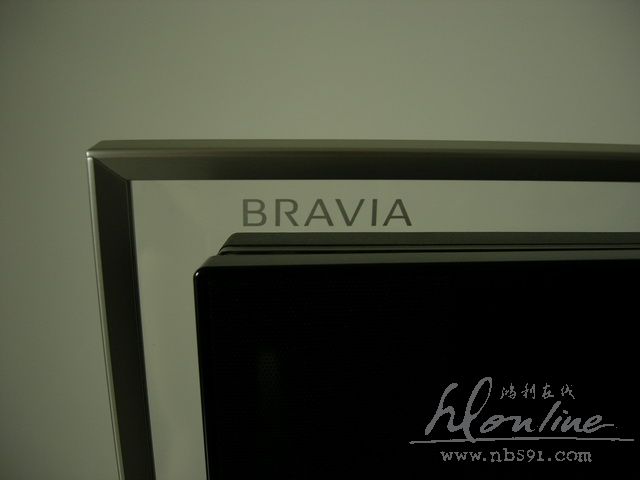 BRAVIA
鸿利在线
hlonline
www.nb591.com